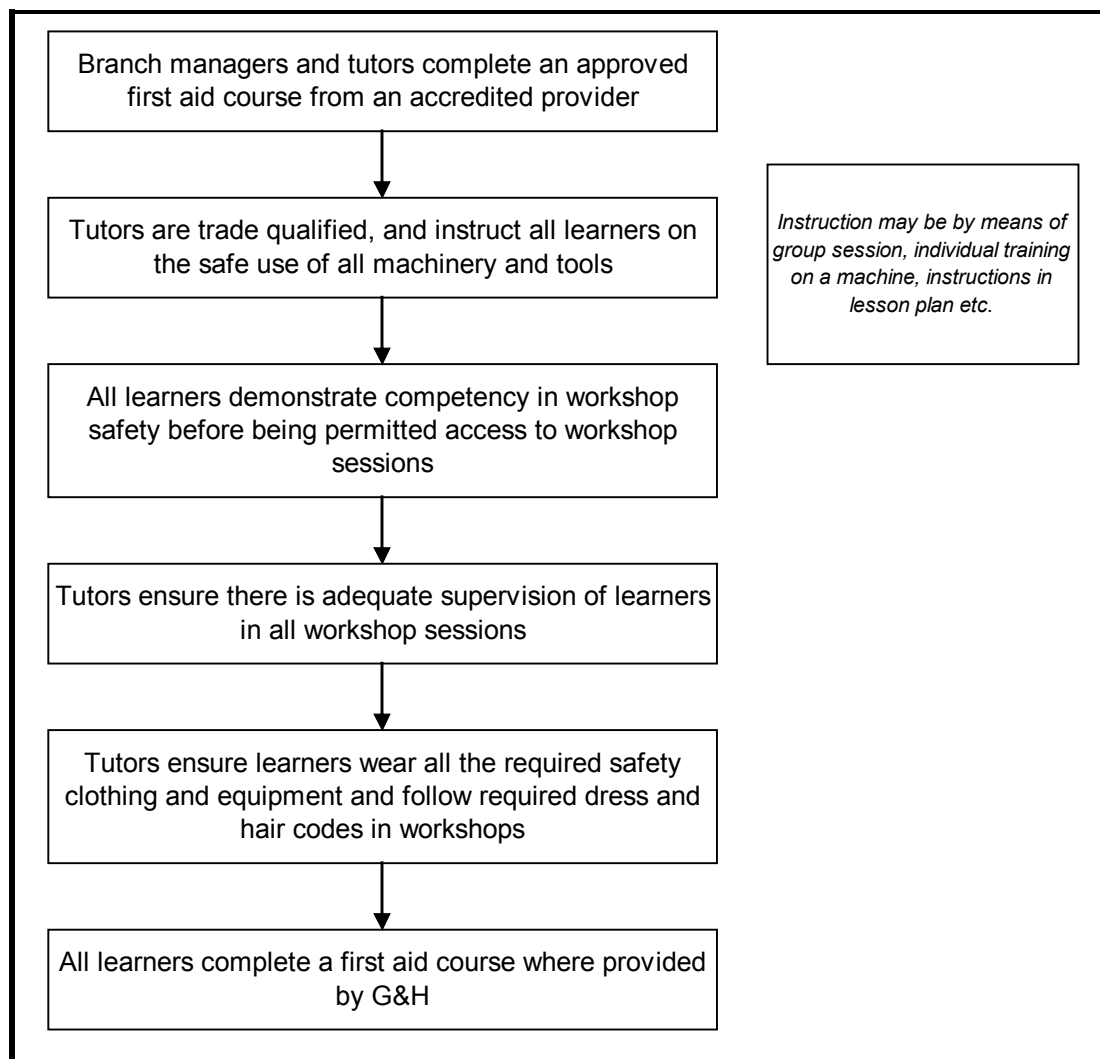 Branch managers and tutors complete an approved
first aid course from an accredited provider
Tutors are trade qualified, and instruct all learners on
the safe use of all machinery and tools
Instruction may be by means of
group session, individual training
on a machine, instructions in
lesson plan etc.
All learners demonstrate competency in workshop
safety before being permitted access to workshop
sessions
Tutors ensure there is adequate supervision of learners
in all workshop sessions
Tutors ensure learners wear all the required safety
clothing and equipment and follow required dress and
hair codes in workshops
All learners complete a first aid course where provided
by G&H